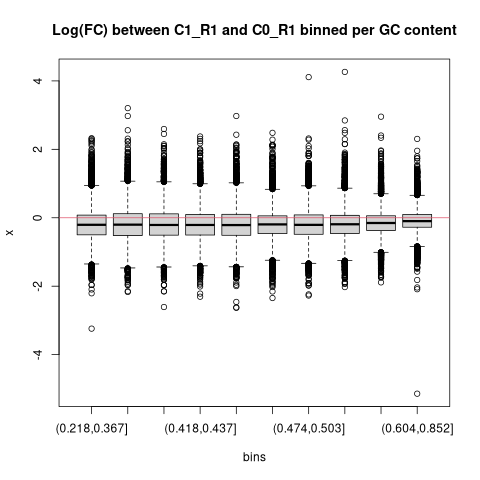 Log(FC) between C1_R1 and C0_R1 binned per GC content
x
4
2
0
-2
-4
(0.218,0.367] (0.418,0.437] (0.474,0.503] (0.604,0.852]
bins